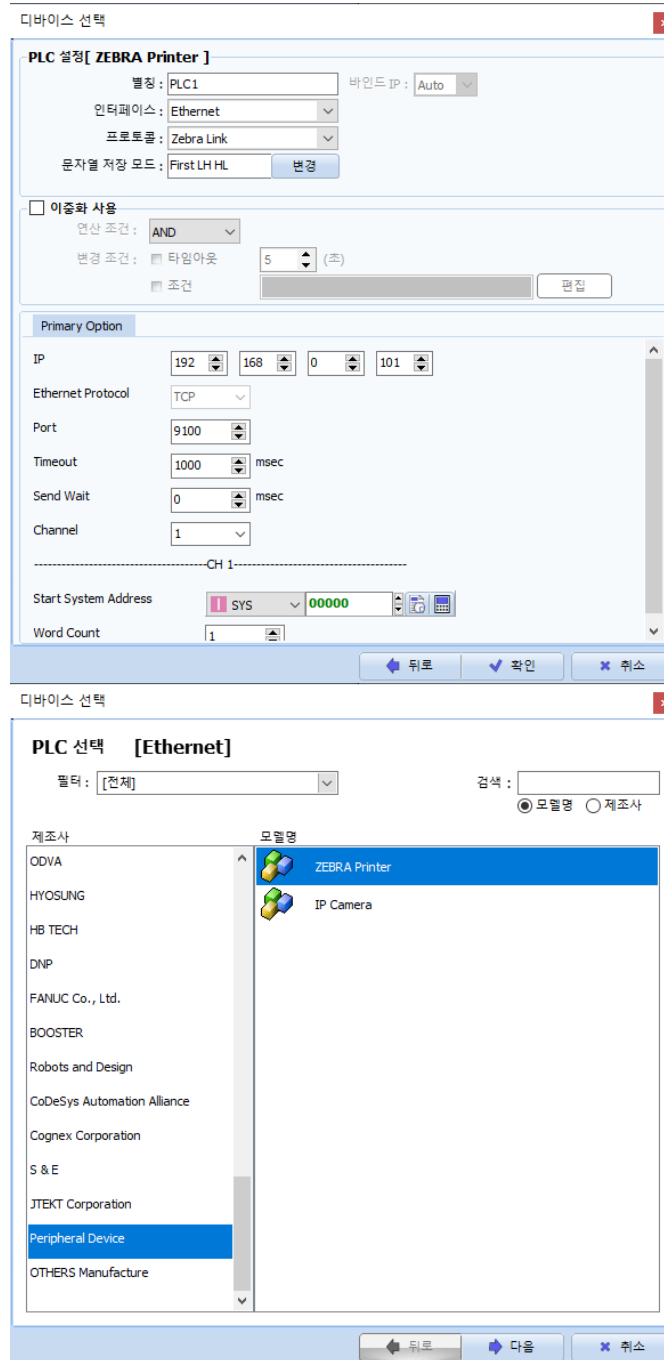 디바이스 선택
PLC 설정[ ZEBRA Printer ]
별칭 : PLC1 바인드 IP : Auto
인터페이스 : Ethernet
프로토콜 : Zebra Link
문자열 저장 모드 : First LH HL 변경
이중화 사용
연산 조건 : AND
변경 조건 : 타임아웃 5 (초)
조건 편집
Primary Option
IP 192 168 0 101
Ethernet Protocol TCP
Port 9100
Timeout 1000 msec
Send Wait 0 msec
Channel 1
CH 1
Start System Address SYS 00000
Word Count 1
뒤로 확인 취소
디바이스 선택
PLC 선택 [Ethernet]
필터 : [전체] 검색 :
모델명 제조사
제조사 모델명
ODVA ZEBRA Printer
HYOSUNG IP Camera
HB TECH
DNP
FANUC Co., Ltd.
BOOSTER
Robots and Design
CoDeSys Automation Alliance
Cognex Corporation
S & E
JTEKT Corporation
Peripheral Device
OTHERS Manufacture
뒤로 다음 취소